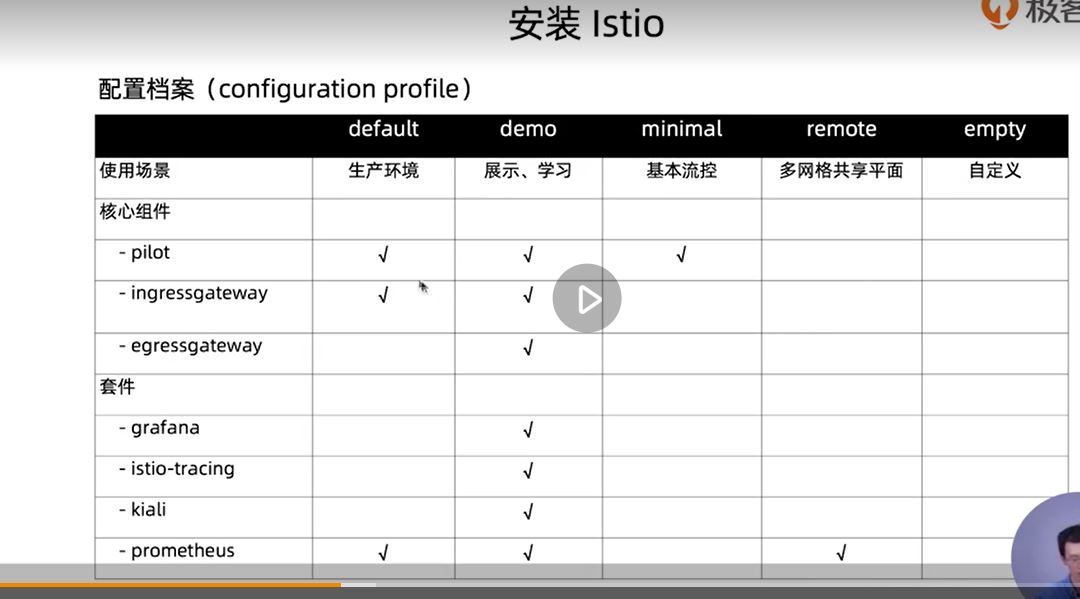 安装 Istio
极客
配置档案（configuration profile）
default demo minimal remote empty
使用场景 生产环境 展示、学习 基本流控 多网格共享平面 自定义
核心组件
- pilot √ √ √
- ingressgateway √ √
- egressgateway √
套件
- grafana √
- istio-tracing √
- kiali √
- prometheus √ √ √